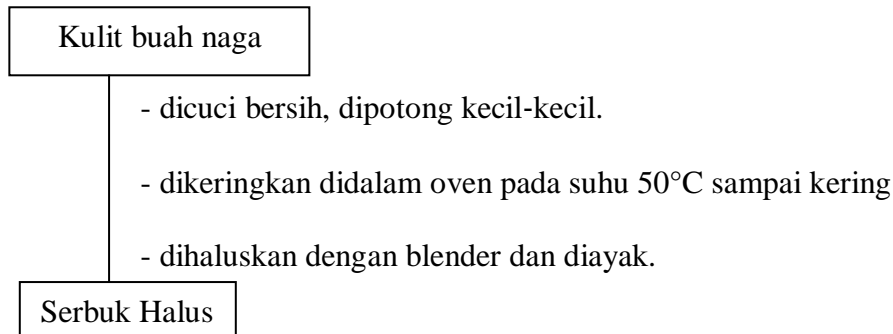 Kulit buah naga
- dicuci bersih, dipotong kecil-kecil.
- dikeringkan didalam oven pada suhu 50°C sampai kering
- dihaluskan dengan blender dan diayak.
Serbuk Halus